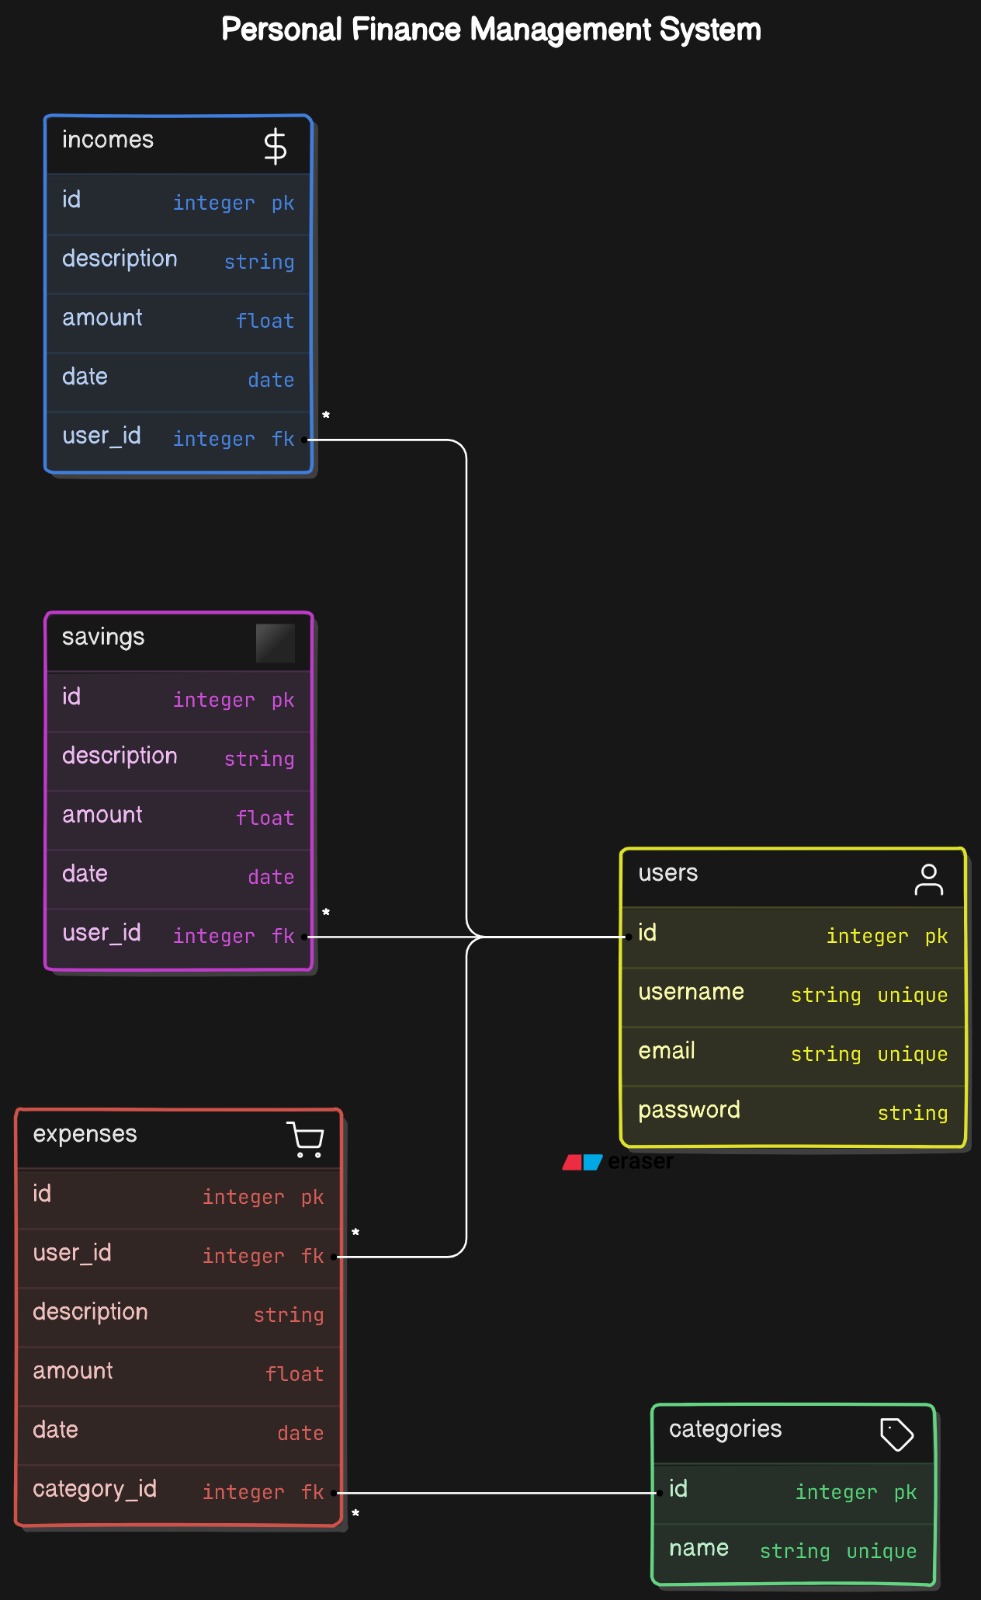 Personal Finance Management System
incomes
id integer pk
description string
amount float
date date
user_id integer fk
*
savings
id integer pk
description string
amount float
date date
user_id integer fk
*
users
id integer pk
username string unique
email string unique
password string
eraser
expenses
id integer pk
user_id integer fk
*
description string
amount float
date date
category_id integer fk
*
categories
id integer pk
name string unique